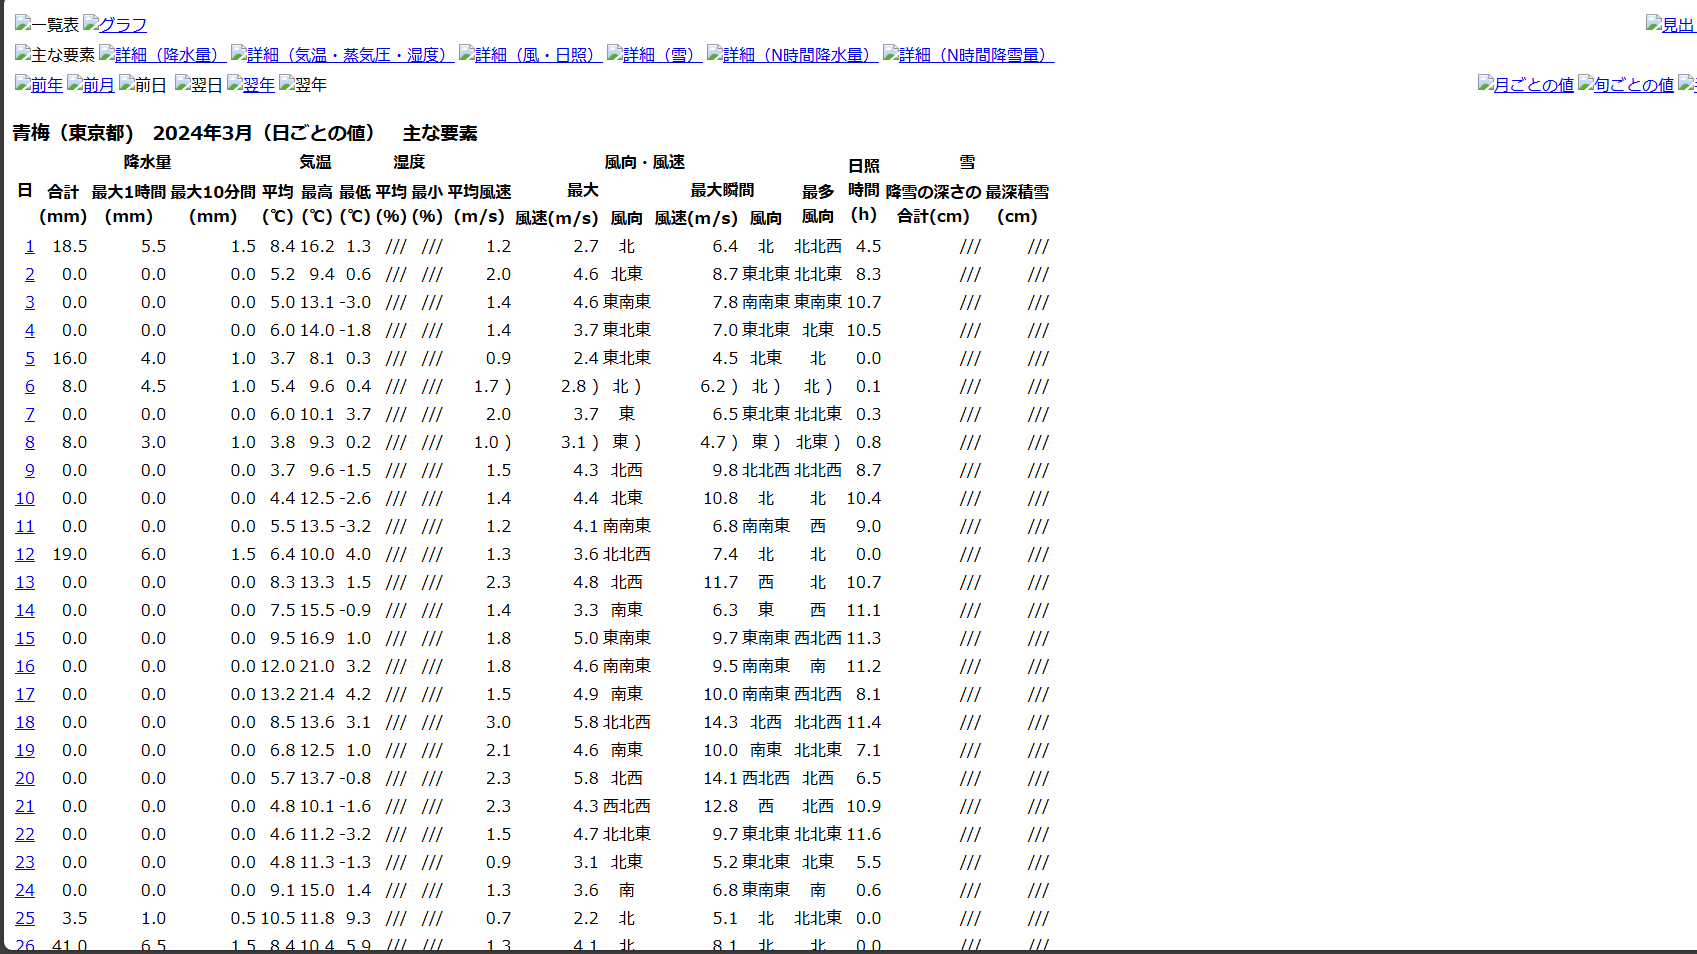 一覧表 グラフ 見出
主な要素 詳細（降水量） 詳細（気温・蒸気圧・湿度） 詳細（風・日照） 詳細（雪） 詳細（N時間降水量） 詳細（N時間降雪量）
前年 前月 前日 翌日 翌年 翌年 月ごとの値 旬ごとの値
青梅（東京都） 2024年3月（日ごとの値） 主な要素
降水量 気温 湿度 風向・風速 日照 雪
日 合計 最大1時間 最大10分間 平均 最高 最低 平均 最小 平均風速 最大 最大瞬間 最多 時間 降雪の深さの 最深積雪
(mm) (mm) (mm) (℃) (℃) (℃) (%) (%) (m/s) 風速(m/s) 風向 風速(m/s) 風向 風向 (h) 合計(cm) (cm)
1 18.5 5.5 1.5 8.4 16.2 1.3 /// /// 1.2 2.7 北 6.4 北 北北西 4.5 /// ///
2 0.0 0.0 0.0 5.2 9.4 0.6 /// /// 2.0 4.6 北東 8.7 東北東 北北東 8.3 /// ///
3 0.0 0.0 0.0 5.0 13.1 -3.0 /// /// 1.4 4.6 東南東 7.8 南南東 東南東 10.7 /// ///
4 0.0 0.0 0.0 6.0 14.0 -1.8 /// /// 1.4 3.7 東北東 7.0 東北東 北東 10.5 /// ///
5 16.0 4.0 1.0 3.7 8.1 0.3 /// /// 0.9 2.4 東北東 4.5 北東 北 0.0 /// ///
6 8.0 4.5 1.0 5.4 9.6 0.4 /// /// 1.7 ) 2.8 ) 北 ) 6.2 ) 北 ) 北 ) 0.1 /// ///
7 0.0 0.0 0.0 6.0 10.1 3.7 /// /// 2.0 3.7 東 6.5 東北東 北北東 0.3 /// ///
8 8.0 3.0 1.0 3.8 9.3 0.2 /// /// 1.0 ) 3.1 ) 東 ) 4.7 ) 東 ) 北東 ) 0.8 /// ///
9 0.0 0.0 0.0 3.7 9.6 -1.5 /// /// 1.5 4.3 北西 9.8 北北西 北北西 8.7 /// ///
10 0.0 0.0 0.0 4.4 12.5 -2.6 /// /// 1.4 4.4 北東 10.8 北 北 10.4 /// ///
11 0.0 0.0 0.0 5.5 13.5 -3.2 /// /// 1.2 4.1 南南東 6.8 南南東 西 9.0 /// ///
12 19.0 6.0 1.5 6.4 10.0 4.0 /// /// 1.3 3.6 北北西 7.4 北 北 0.0 /// ///
13 0.0 0.0 0.0 8.3 13.3 1.5 /// /// 2.3 4.8 北西 11.7 西 北 10.7 /// ///
14 0.0 0.0 0.0 7.5 15.5 -0.9 /// /// 1.4 3.3 南東 6.3 東 西 11.1 /// ///
15 0.0 0.0 0.0 9.5 16.9 1.0 /// /// 1.8 5.0 東南東 9.7 東南東 西北西 11.3 /// ///
16 0.0 0.0 0.0 12.0 21.0 3.2 /// /// 1.8 4.6 南南東 9.5 南南東 南 11.2 /// ///
17 0.0 0.0 0.0 13.2 21.4 4.2 /// /// 1.5 4.9 南東 10.0 南南東 西北西 8.1 /// ///
18 0.0 0.0 0.0 8.5 13.6 3.1 /// /// 3.0 5.8 北北西 14.3 北西 北北西 11.4 /// ///
19 0.0 0.0 0.0 6.8 12.5 1.0 /// /// 2.1 4.6 南東 10.0 南東 北北東 7.1 /// ///
20 0.0 0.0 0.0 5.7 13.7 -0.8 /// /// 2.3 5.8 北西 14.1 西北西 北西 6.5 /// ///
21 0.0 0.0 0.0 4.8 10.1 -1.6 /// /// 2.3 4.3 西北西 12.8 西 北西 10.9 /// ///
22 0.0 0.0 0.0 4.6 11.2 -3.2 /// /// 1.5 4.7 北北東 9.7 東北東 北北東 11.6 /// ///
23 0.0 0.0 0.0 4.8 11.3 -1.3 /// /// 0.9 3.1 北東 5.2 東北東 北東 5.5 /// ///
24 0.0 0.0 0.0 9.1 15.0 1.4 /// /// 1.3 3.6 南 6.8 東南東 南 0.6 /// ///
25 3.5 1.0 0.5 10.5 11.8 9.3 /// /// 0.7 2.2 北 5.1 北 北北東 0.0 /// ///
26 41.0 6.5 1.5 8.4 10.4 5.9 /// /// 1.3 4.1 北 8.1 北 北 0.0 /// ///